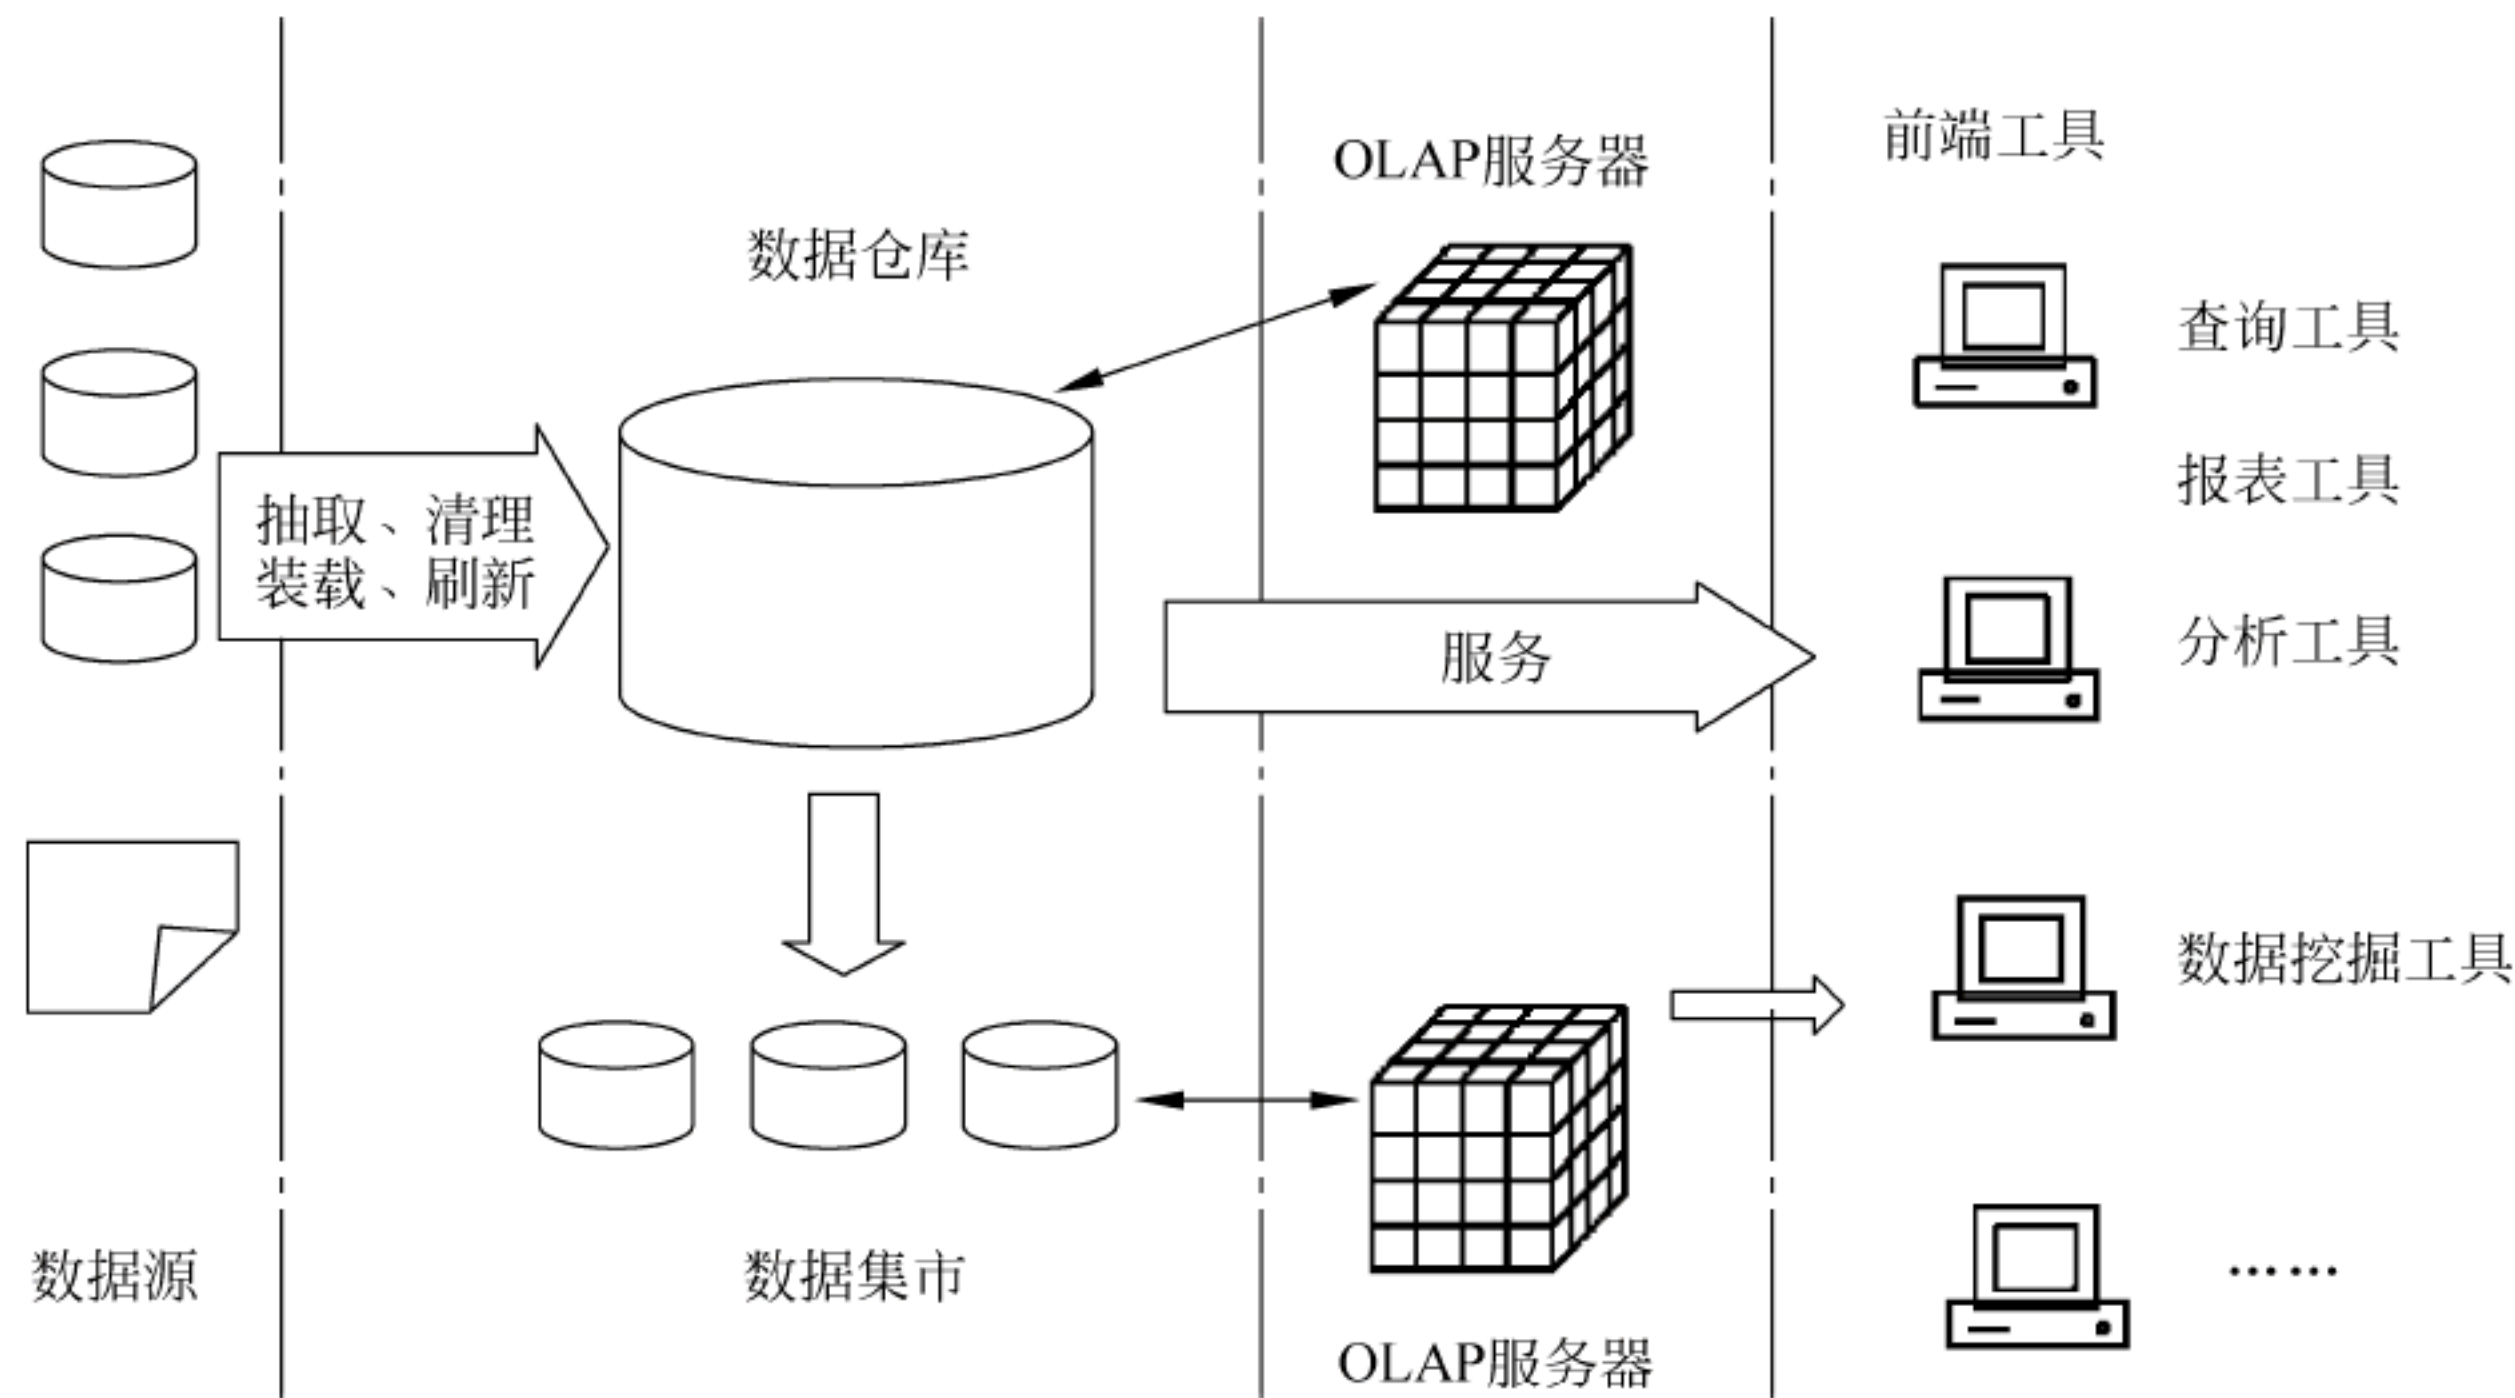 前端工具
OLAP服务器
数据仓库
查询工具
报表工具
抽取、清理
装载、刷新
服务
分析工具
数据挖掘工具
数据源
数据集市
……
OLAP服务器